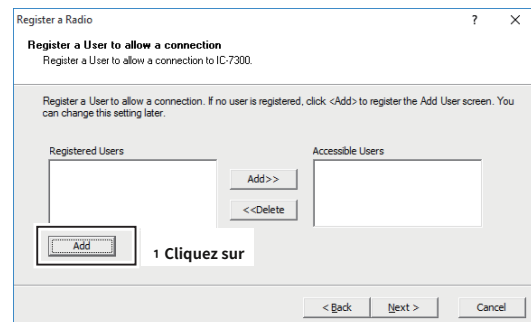 Register a Radio ? X
Register a User to allow a connection
Register a User to allow a connection to IC-7300.
Register a User to allow a connection. If no user is registered, click <Add> to register the Add User screen. You
can change this setting later.
Registered Users Accessible Users
Add>>
<<Delete
Add 1 Cliquez sur
< Back Next > Cancel